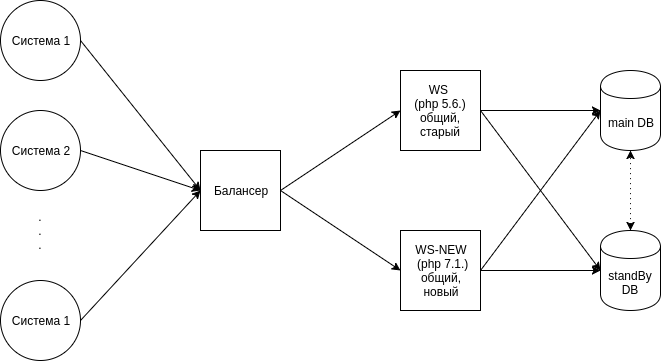 Система 1
Система 2
.
.
.
Система 1
Балансер
WS
(php 5.6.)
общий,
старый
WS-NEW
(php 7.1.)
общий,
новый
main DB
standBy
DB